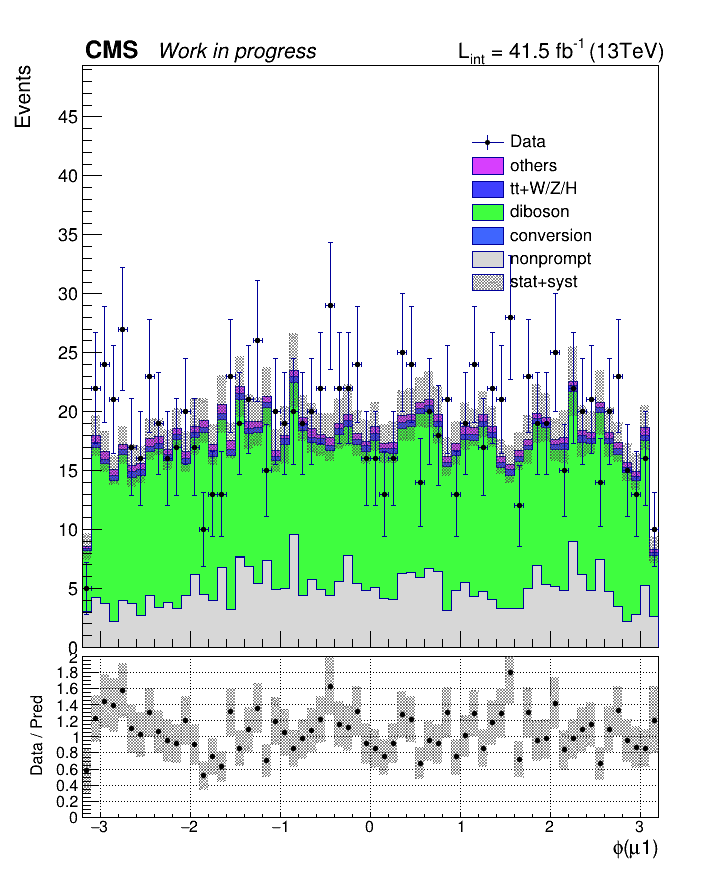 CMS Work in progress L_int = 41.5 fb⁻¹ (13TeV)
Events
45
40
35
30
25
20
15
10
5
0
Data
others
tt+W/Z/H
diboson
conversion
nonprompt
stat+syst
Data / Pred
2
1.8
1.6
1.4
1.2
1
0.8
0.6
0.4
0.2
0
−3 −2 −1 0 1 2 3
ϕ(μ1)